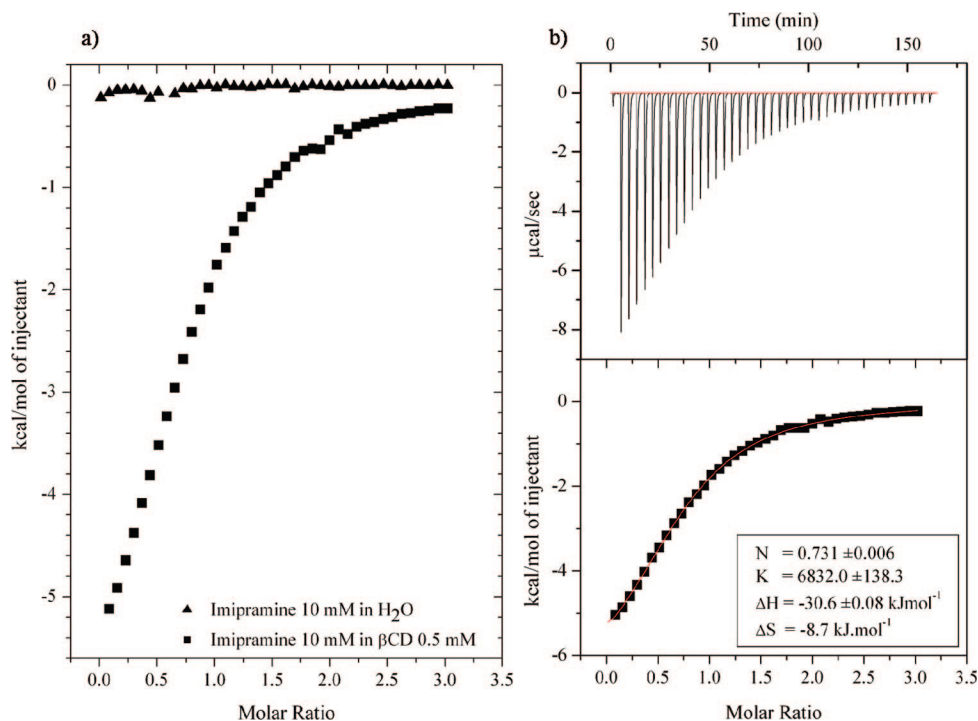 a)
0
-1
-2
-3
-4
-5
kcal/mol of injectant
Imipramine 10 mM in H₂O
Imipramine 10 mM in βCD 0.5 mM
0.0 0.5 1.0 1.5 2.0 2.5 3.0 3.5
Molar Ratio
b)
Time (min)
0 50 100 150
0
-2
-4
-6
-8
μcal/sec
0
-2
-4
-6
kcal/mol of injectant
N = 0.731 ±0.006
K = 6832.0 ±138.3
ΔH = -30.6 ±0.08 kJmol⁻¹
ΔS = -8.7 kJ.mol⁻¹
0.0 0.5 1.0 1.5 2.0 2.5 3.0 3.5
Molar Ratio